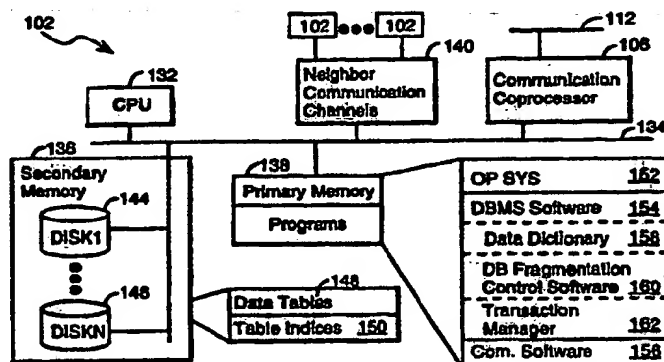 102
102 102
112
140
106
132
CPU
Neighbor
Communication
Channels
Communication
Coprocessor
134
138
Secondary
Memory
144
DISK1
146
DISKN
138
Primary Memory
Programs
148
Data Tables
Table Indices 150
OP SYS 152
DBMS Software 154
Data Dictionary 158
DB Fragmentation
Control Software 160
Transaction
Manager 162
Com. Software 156